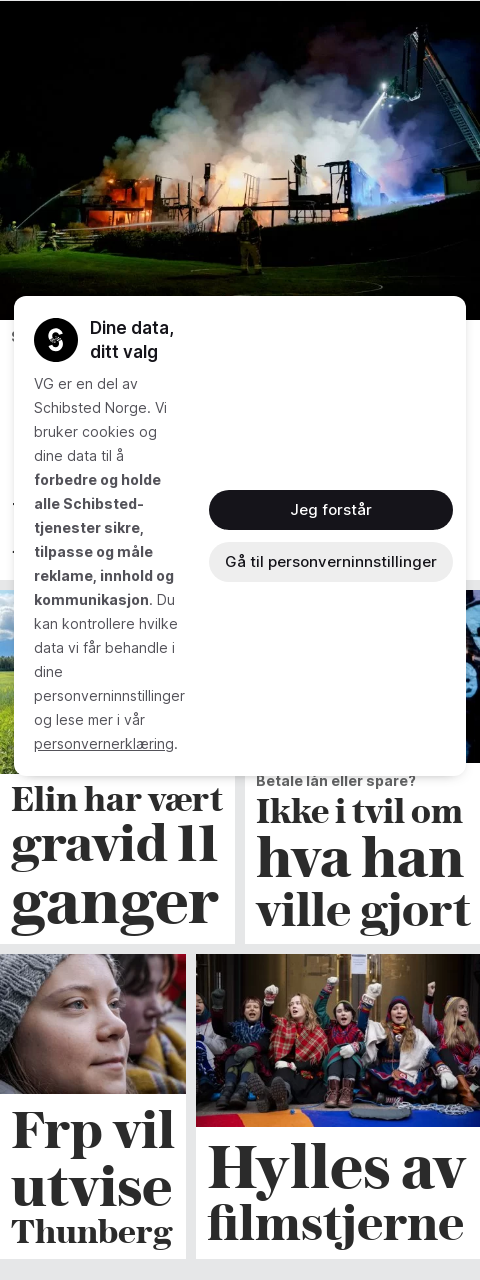 Dine data,
ditt valg
VG er en del av
Schibsted Norge. Vi
bruker cookies og
dine data til å
forbedre og holde
alle Schibsted-
tjenester sikre,
tilpasse og måle
reklame, innhold og
kommunikasjon. Du
kan kontrollere hvilke
data vi får behandle i
dine
personverninnstillinger
og lese mer i vår
personvernerklæring.
Jeg forstår
Gå til personverninnstillinger
Elin har vært
gravid 11
ganger
Betale lån eller spare?
Ikke i tvil om
hva han
ville gjort
Frp vil
utvise
Thunberg
Hylles av
filmstjerne